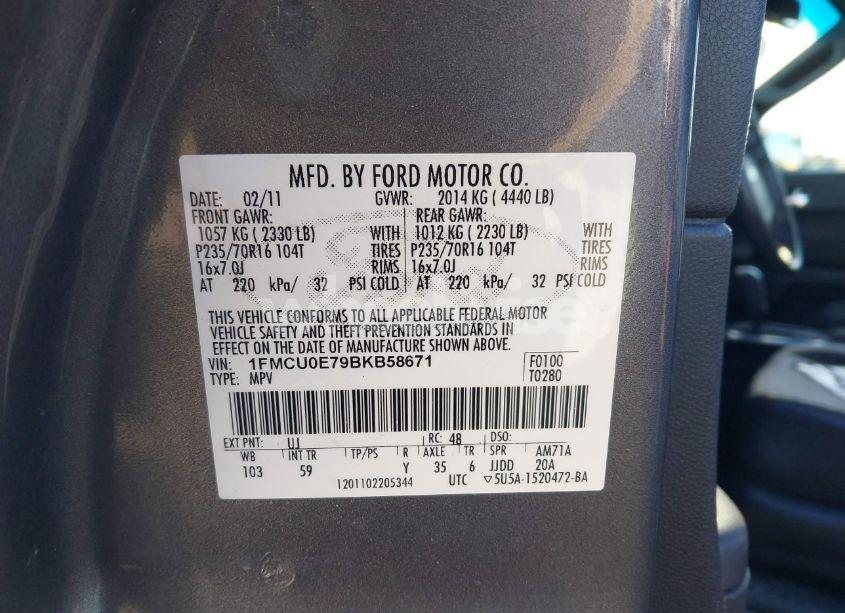 MFD. BY FORD MOTOR CO.
DATE: 02/11 GVWR: 2014 KG ( 4440 LB)
FRONT GAWR: REAR GAWR:
1057 KG ( 2330 LB) WITH 1012 KG ( 2230 LB) WITH
P235/70R16 104T TIRES P235/70R16 104T TIRES
16x7.0J RIMS 16x7.0J RIMS
AT 220 kPa/ 32 PSI COLD AT 220 kPa/ 32 PSI COLD
THIS VEHICLE CONFORMS TO ALL APPLICABLE FEDERAL MOTOR
VEHICLE SAFETY AND THEFT PREVENTION STANDARDS IN
EFFECT ON THE DATE OF MANUFACTURE SHOWN ABOVE.
VIN: 1FMCU0E79BKB58671 F0100
TYPE: MPV T0280
EXT PNT: UJ RC: 48 DSO:
WB INT TR TP/PS R AXLE TR SPR AM71A
103 59 Y 35 6 JJDD 20A
1201102205344 UTC ▽5U5A-1520472-BA